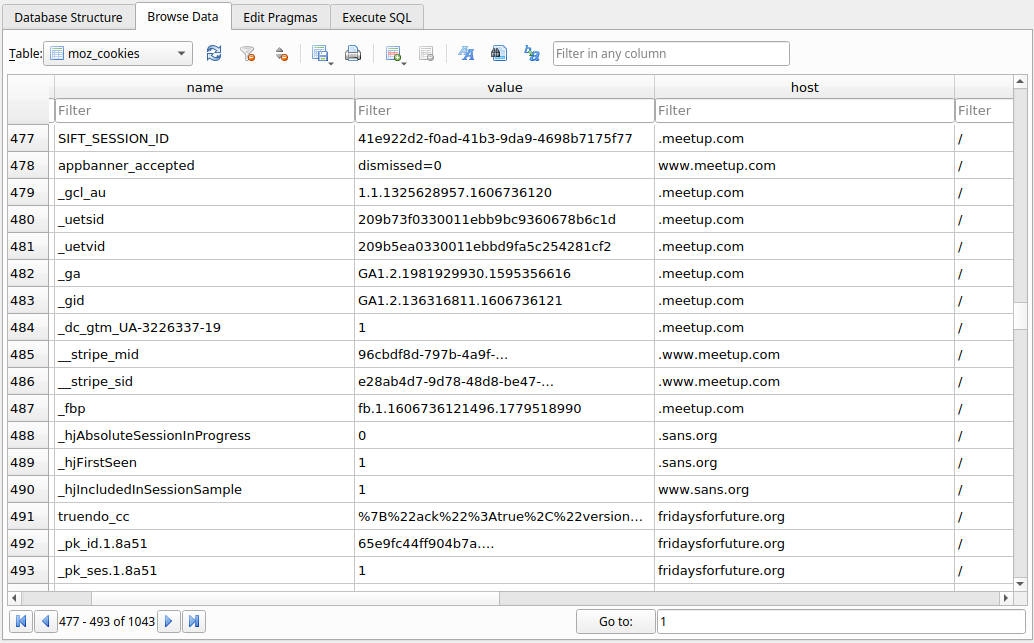 Database Structure Browse Data Edit Pragmas Execute SQL
Table: moz_cookies Filter in any column
name value host
Filter Filter Filter Filter
477 SIFT_SESSION_ID 41e922d2-f0ad-41b3-9da9-4698b7175f77 .meetup.com /
478 appbanner_accepted dismissed=0 www.meetup.com /
479 _gcl_au 1.1.1325628957.1606736120 .meetup.com /
480 _uetsid 209b73f0330011ebb9bc9360678b6c1d .meetup.com /
481 _uetvid 209b5ea0330011ebbd9fa5c254281cf2 .meetup.com /
482 _ga GA1.2.1981929930.1595356616 .meetup.com /
483 _gid GA1.2.136316811.1606736121 .meetup.com /
484 _dc_gtm_UA-3226337-19 1 .meetup.com /
485 __stripe_mid 96cbdf8d-797b-4a9f-... .www.meetup.com /
486 __stripe_sid e28ab4d7-9d78-48d8-be47-... .www.meetup.com /
487 _fbp fb.1.1606736121496.1779518990 .meetup.com /
488 _hjAbsoluteSessionInProgress 0 .sans.org /
489 _hjFirstSeen 1 .sans.org /
490 _hjIncludedInSessionSample 1 www.sans.org /
491 truendo_cc %7B%22ack%22%3Atrue%2C%22version... fridaysforfuture.org /
492 _pk_id.1.8a51 65e9fc44ff904b7a.... fridaysforfuture.org /
493 _pk_ses.1.8a51 1 fridaysforfuture.org /
477 - 493 of 1043 Go to: 1